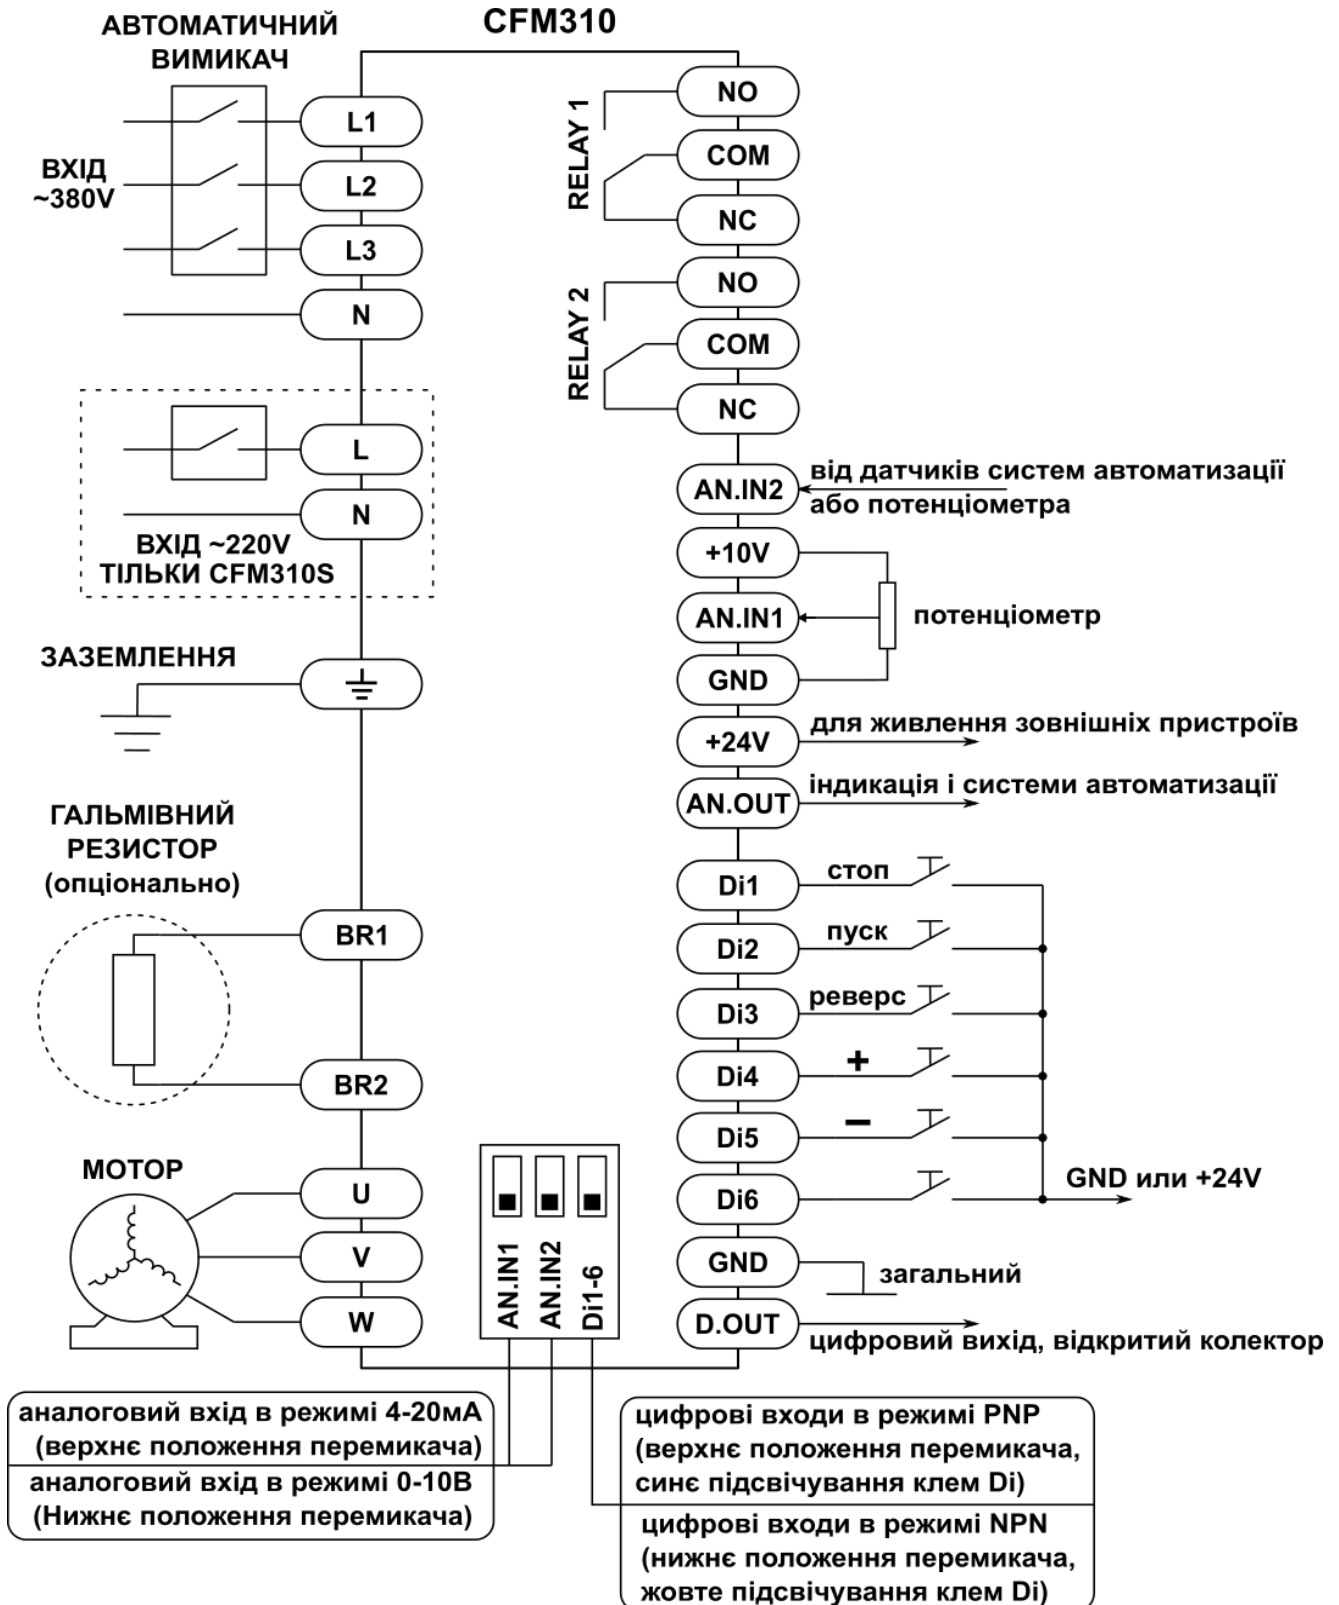 CFM310
АВТОМАТИЧНИЙ
ВИМИКАЧ
L1
L2
L3
N
ВХІД
~380V
L
N
ВХІД ~220V
ТІЛЬКИ CFM310S
ЗАЗЕМЛЕННЯ
ГАЛЬМІВНИЙ
РЕЗИСТОР
(опціонально)
BR1
BR2
МОТОР
U
V
W
RELAY 1
NO
COM
NC
RELAY 2
NO
COM
NC
AN.IN2
від датчиків систем автоматизації
або потенціометра
+10V
AN.IN1
потенціометр
GND
+24V
для живлення зовнішніх пристроїв
AN.OUT
індикація і системи автоматизації
Di1
стоп
Di2
пуск
Di3
реверс
Di4
+
Di5
−
Di6
GND или +24V
GND
загальний
D.OUT
цифровий вихід, відкритий колектор
AN.IN1
AN.IN2
Di1-6
аналоговий вхід в режимі 4-20мА
(верхнє положення перемикача)
аналоговий вхід в режимі 0-10В
(Нижнє положення перемикача)
цифрові входи в режимі PNP
(верхнє положення перемикача,
синє підсвічування клем Di)
цифрові входи в режимі NPN
(нижнє положення перемикача,
жовте підсвічування клем Di)